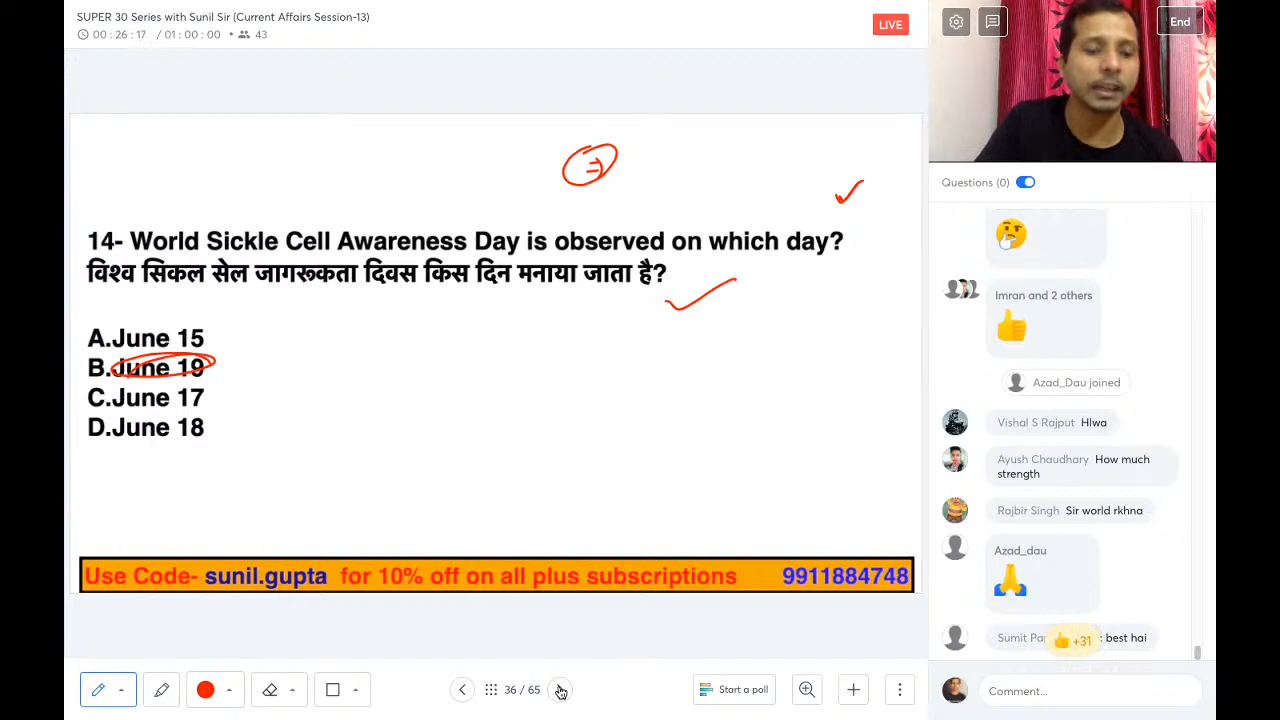 SUPER 30 Series with Sunil Sir (Current Affairs Session-13)
00 : 26 : 17 / 01 : 00 : 00 • 43
LIVE
End
14- World Sickle Cell Awareness Day is observed on which day?
विश्व सिकल सेल जागरूकता दिवस किस दिन मनाया जाता है?
A.June 15
B.June 19
C.June 17
D.June 18
Use Code- sunil.gupta for 10% off on all plus subscriptions 9911884748
36 / 65
Start a poll
Questions (0)
Imran and 2 others
Azad_Dau joined
Vishal S Rajput Hlwa
Ayush Chaudhary How much
strength
Rajbir Singh Sir world rkhna
Azad_dau
Sumit
+31
best hai
Comment...